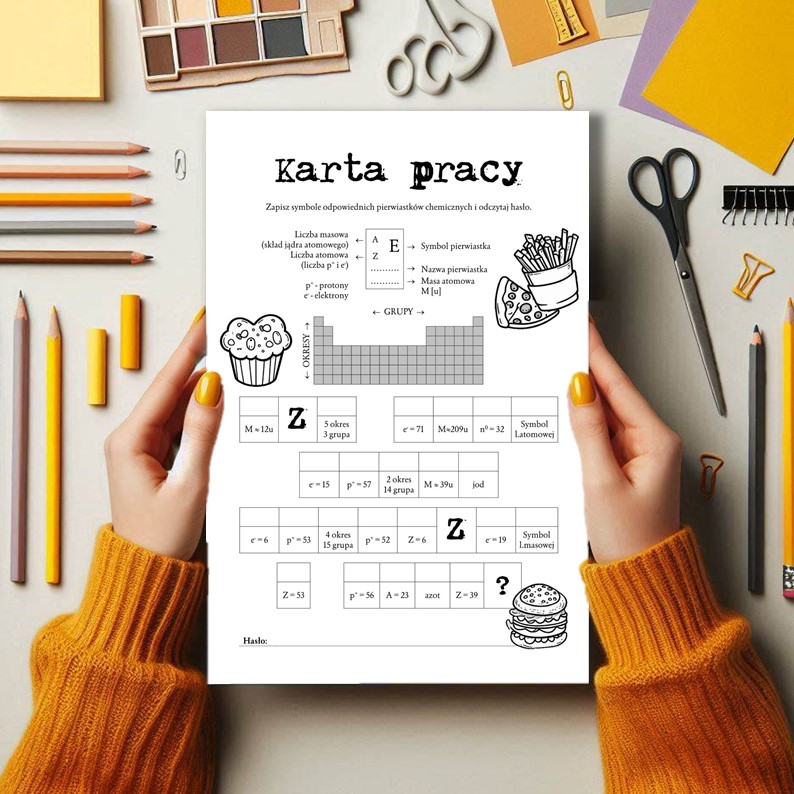 Karta pracy
Zapisz symbole odpowiednich pierwiastków chemicznych i odczytaj hasło.
Liczba masowa
(skład jądra atomowego)
Liczba atomowa
(liczba p⁺ i e⁻)
p⁺ - protony
e⁻ - elektrony
A
E
Z
..........
..........
Symbol pierwiastka
Nazwa pierwiastka
Masa atomowa
M [u]
← GRUPY →
← OKRESY →
M ≈ 12u Z 5 okres
3 grupa
e⁻ = 71 M≈209u n⁰ = 32 Symbol
l.atomowej
e⁻ = 15 p⁺ = 57 2 okres
14 grupa
M ≈ 39u jod
e⁻ = 6 p⁺ = 53 4 okres
15 grupa
p⁺ = 52 Z = 6 Z e⁻ = 19 Symbol
l.masowej
Z = 53 p⁺ = 56 A = 23 azot Z = 39 ?
Hasło: